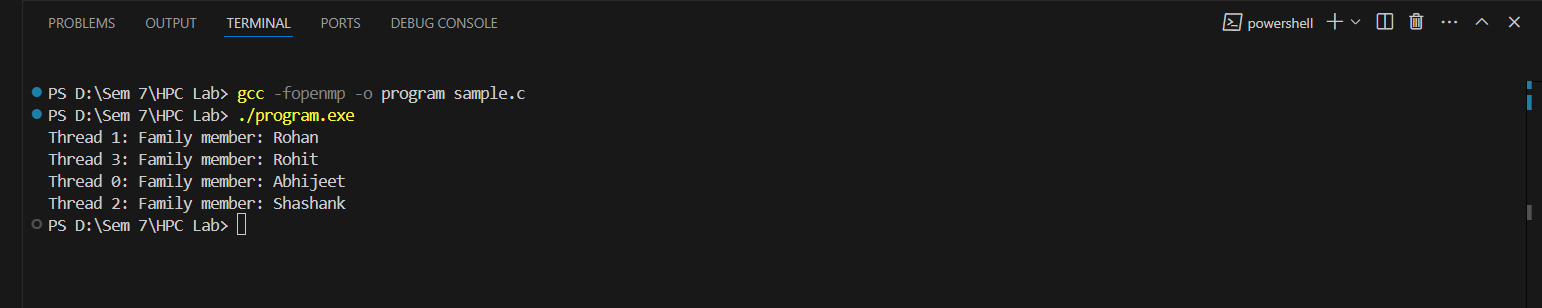 PROBLEMS OUTPUT TERMINAL PORTS DEBUG CONSOLE powershell
PS D:\Sem 7\HPC Lab> gcc -fopenmp -o program sample.c
PS D:\Sem 7\HPC Lab> ./program.exe
Thread 1: Family member: Rohan
Thread 3: Family member: Rohit
Thread 0: Family member: Abhijeet
Thread 2: Family member: Shashank
PS D:\Sem 7\HPC Lab>